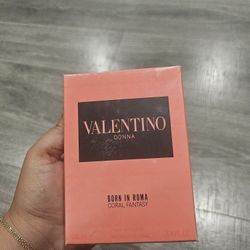 VALENTINO
DONNA
BORN IN ROMA
CORAL FANTASY